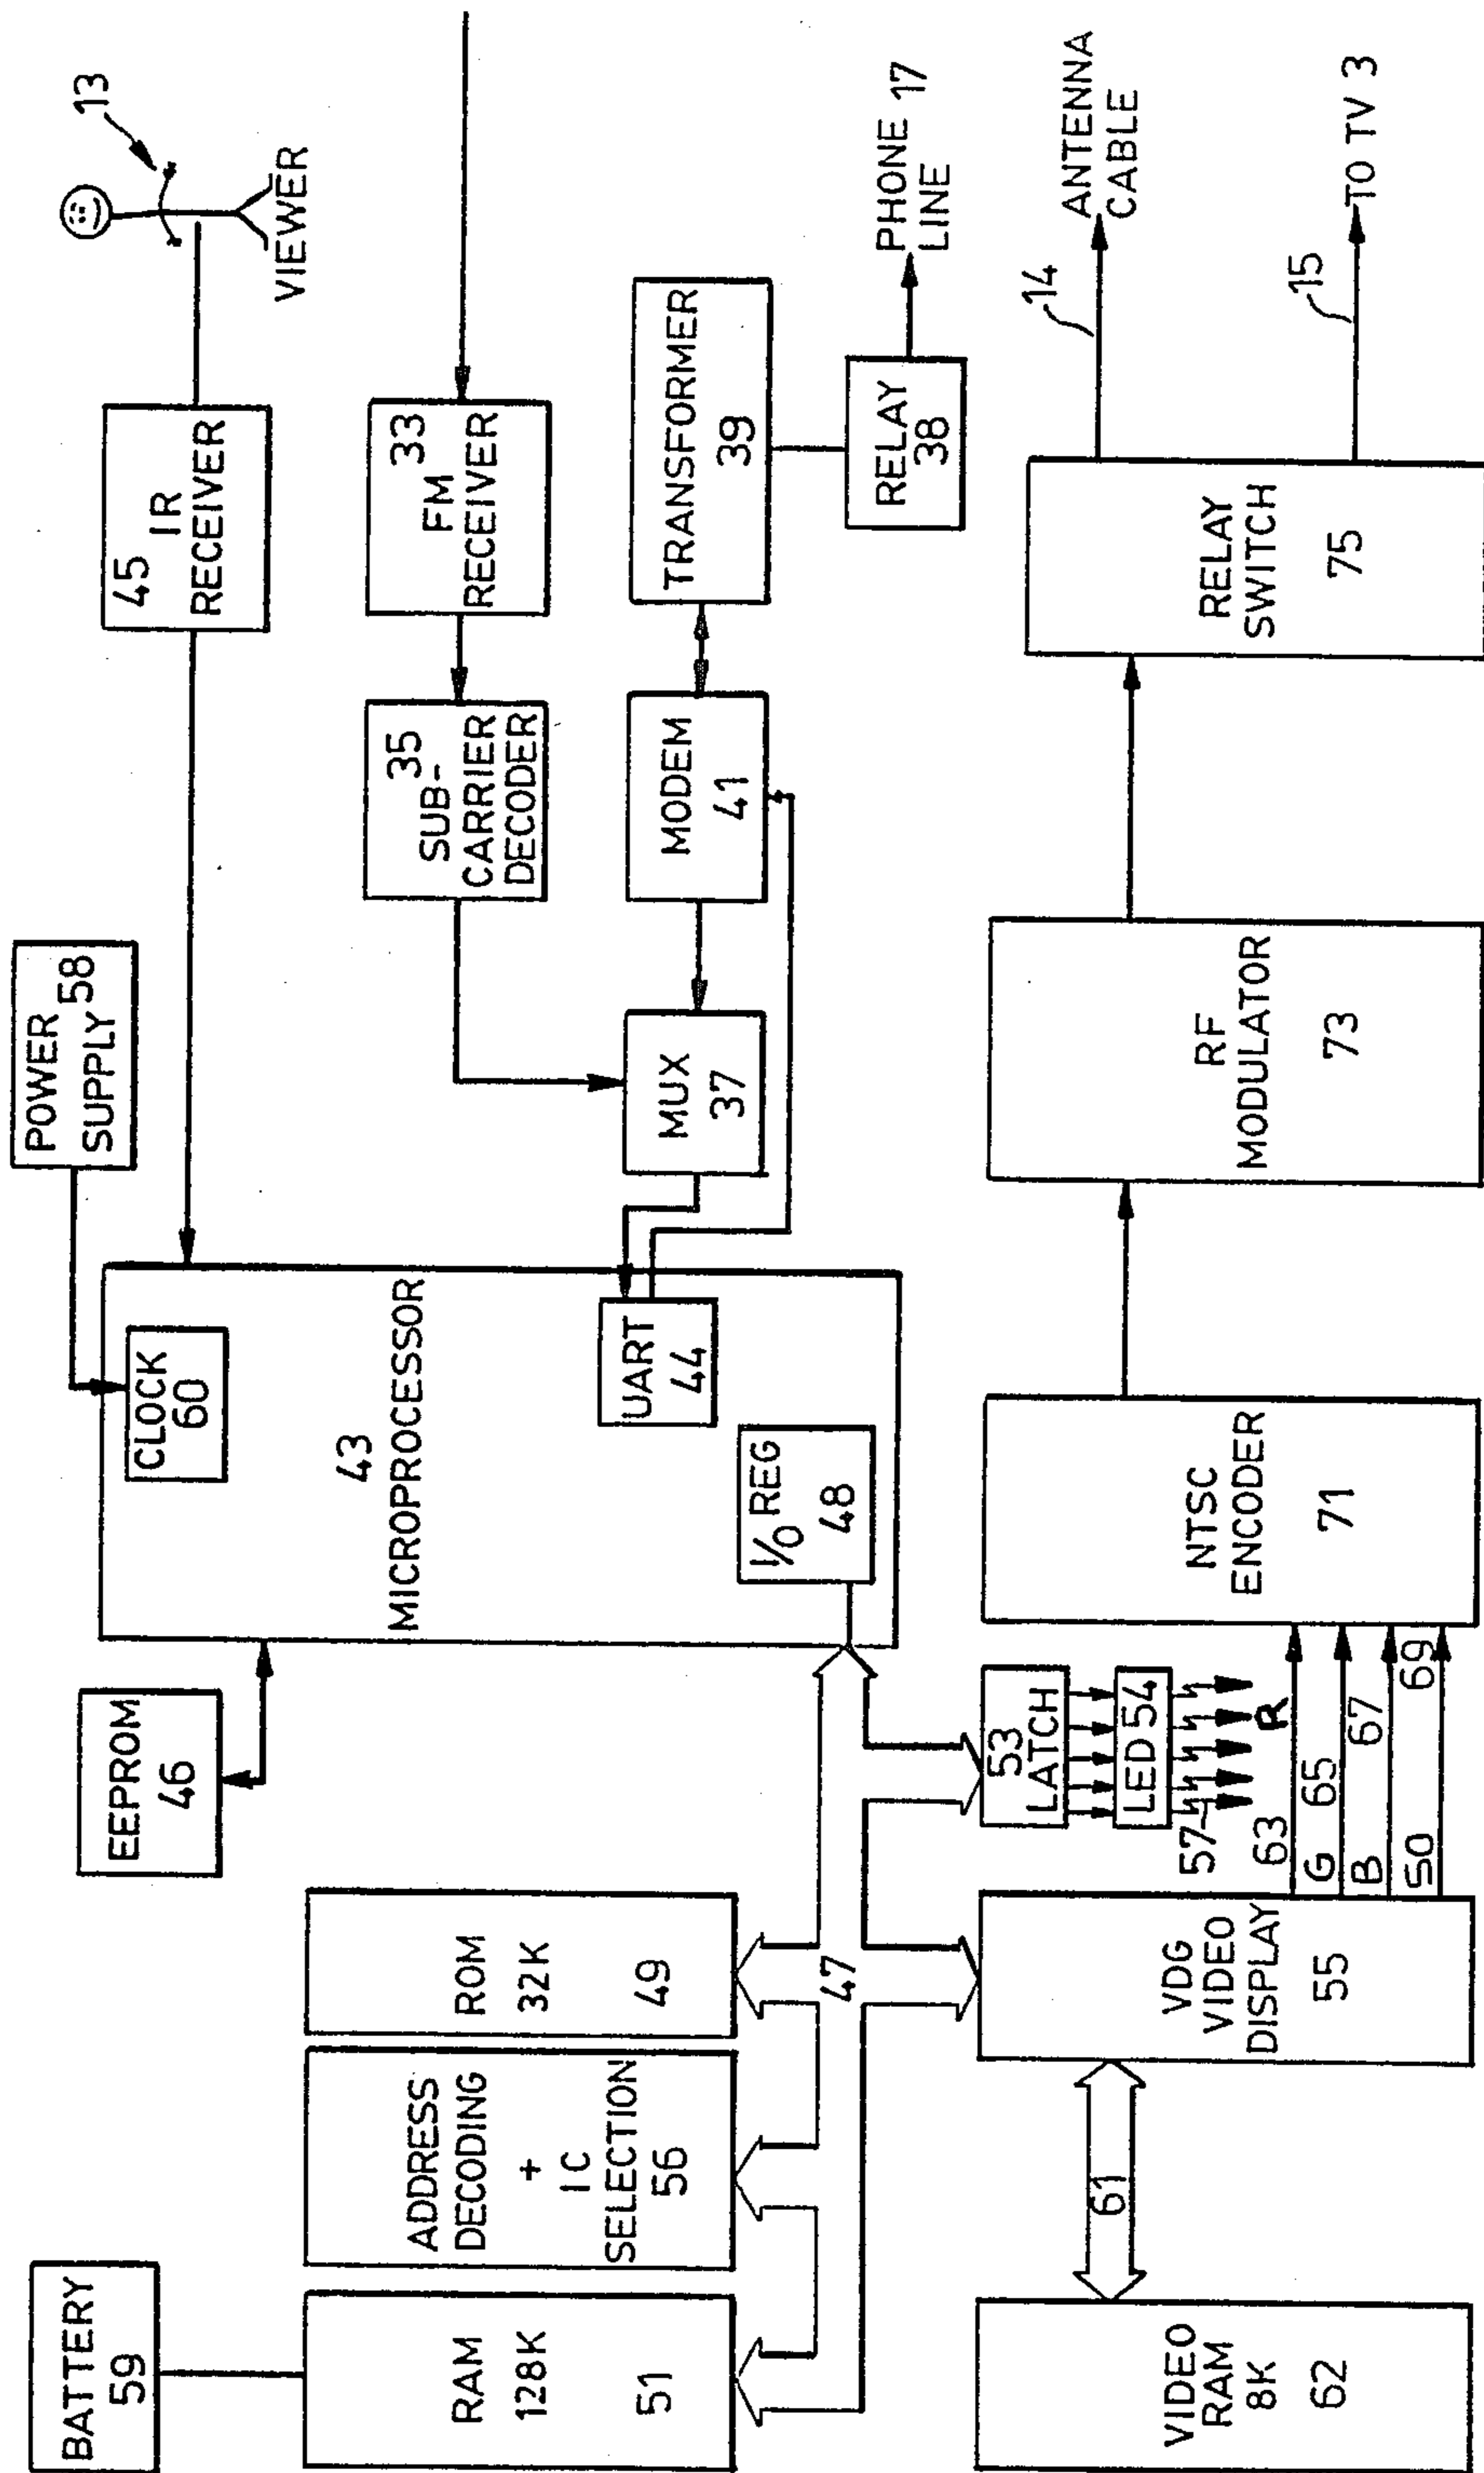 BATTERY
59
RAM
128K
51
ADDRESS
DECODING
+
IC
SELECTION
56
ROM
32K
49
EEPROM
46
POWER
SUPPLY 58
CLOCK
60
43
MICROPROCESSOR
UART
44
I/O REG
48
45
IR
RECEIVER
13
VIEWER
33
FM
RECEIVER
35
SUB-
CARRIER
DECODER
MUX
37
MODEM
41
TRANSFORMER
39
RELAY
38
PHONE 17
LINE
47
53
LATCH
LED 54
57
VIDEO
RAM
8K
62
61
VDG
VIDEO
DISPLAY
55
63 R
G 65
B 67
SO 69
NTSC
ENCODER
71
RF
MODULATOR
73
RELAY
SWITCH
75
14
ANTENNA
CABLE
15
TO TV 3